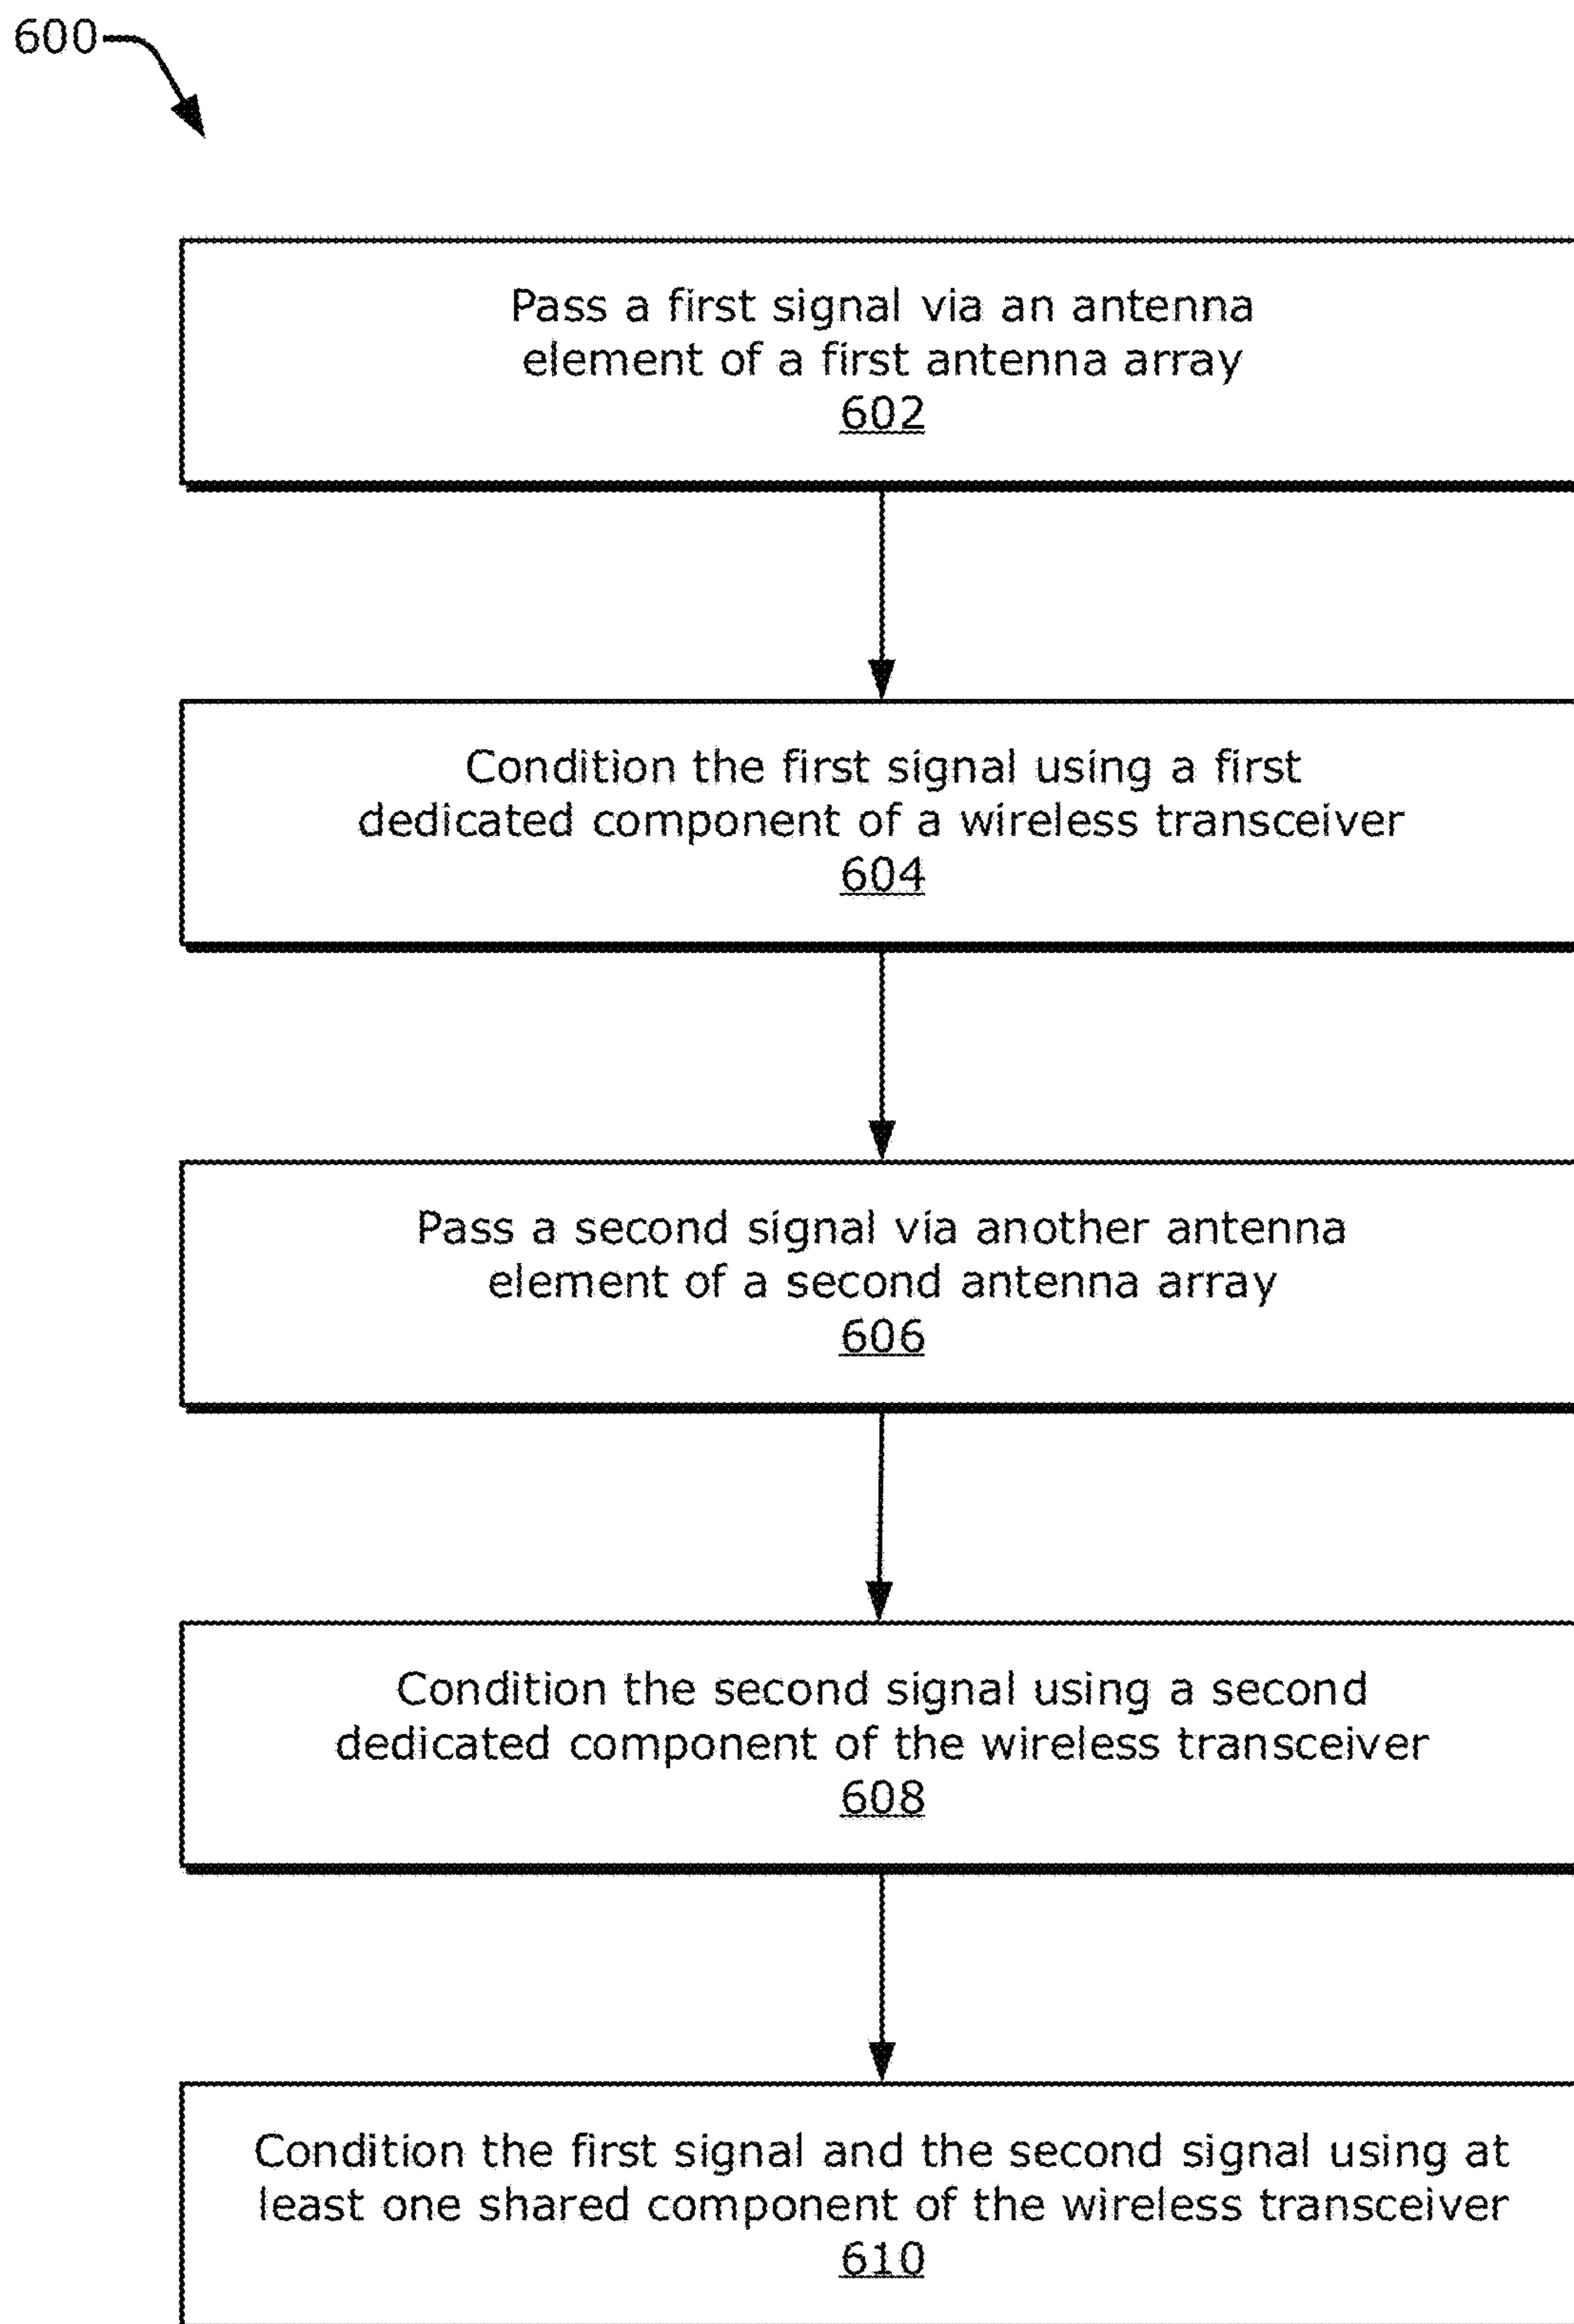 600
Pass a first signal via an antenna
element of a first antenna array
602
Condition the first signal using a first
dedicated component of a wireless transceiver
604
Pass a second signal via another antenna
element of a second antenna array
606
Condition the second signal using a second
dedicated component of the wireless transceiver
608
Condition the first signal and the second signal using at
least one shared component of the wireless transceiver
610